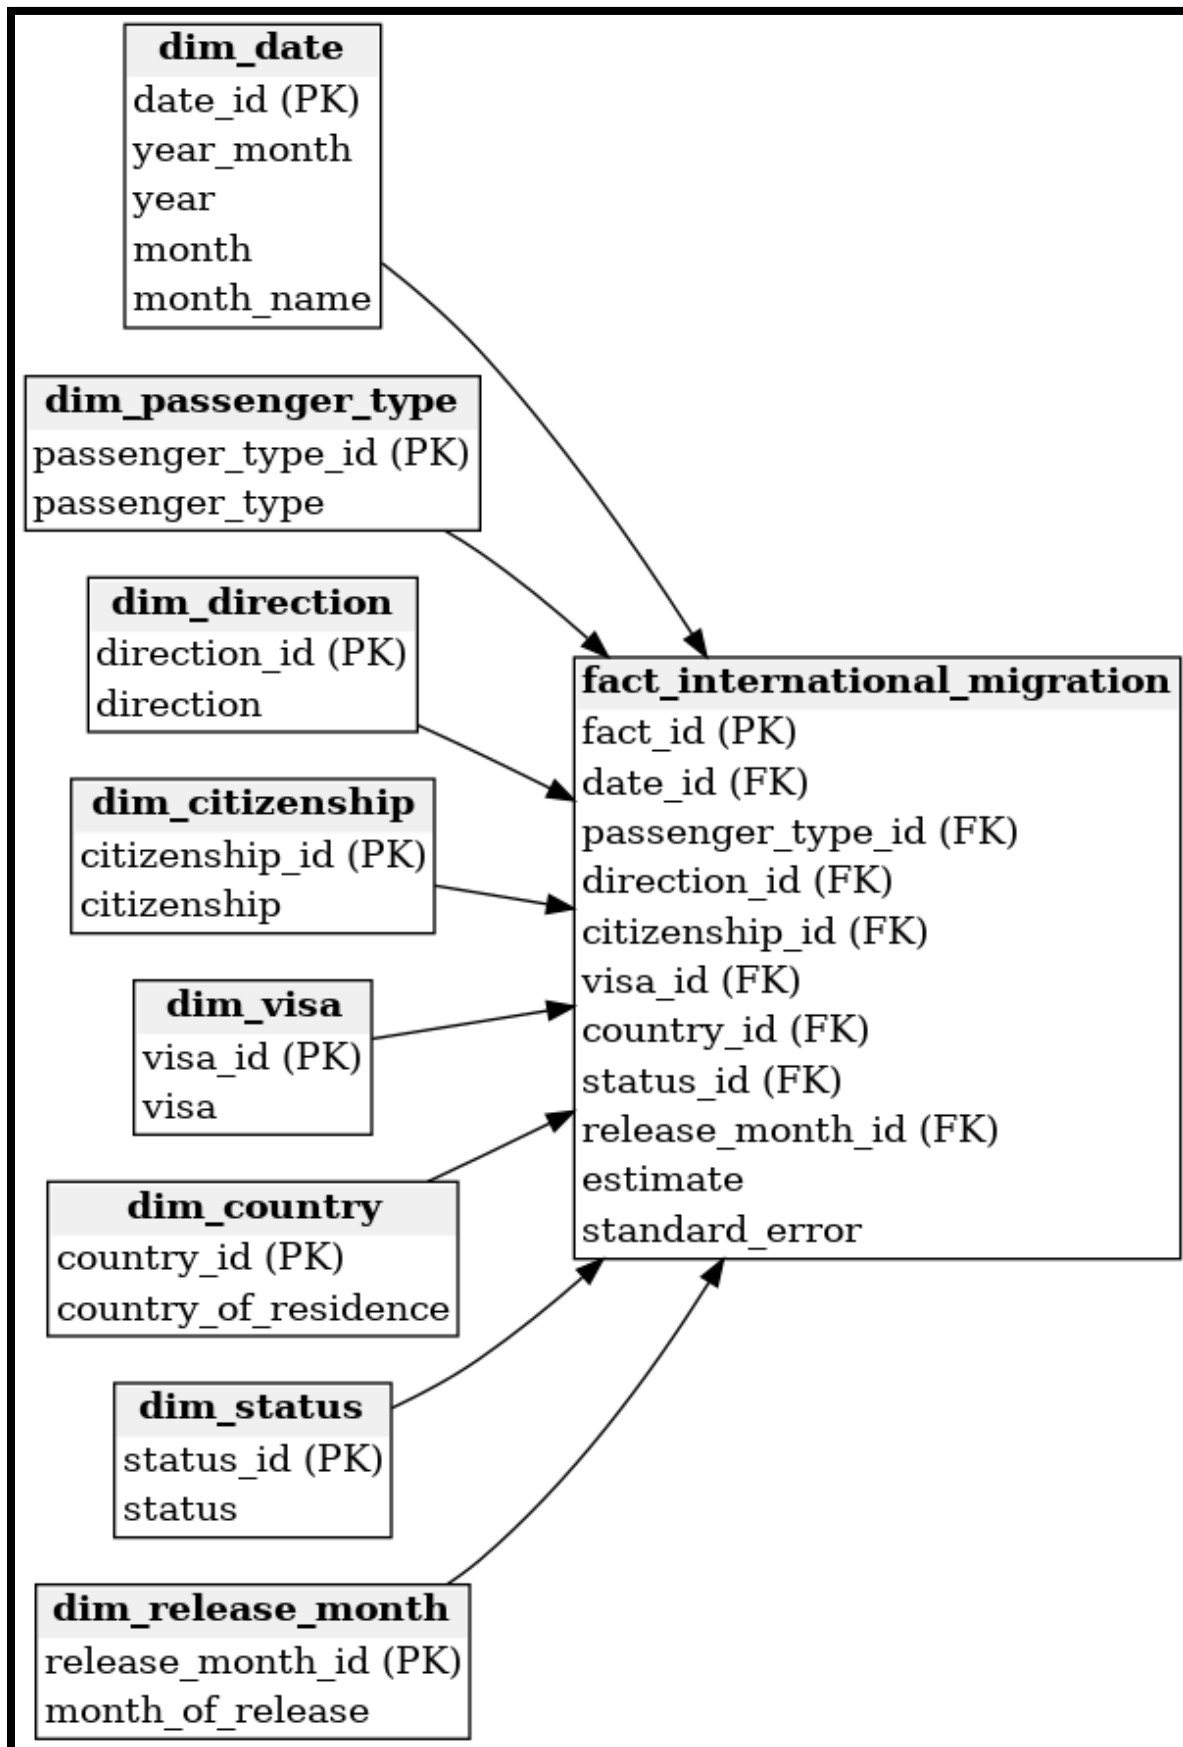 dim_date
date_id (PK)
year_month
year
month
month_name
dim_passenger_type
passenger_type_id (PK)
passenger_type
dim_direction
direction_id (PK)
direction
dim_citizenship
citizenship_id (PK)
citizenship
dim_visa
visa_id (PK)
visa
dim_country
country_id (PK)
country_of_residence
dim_status
status_id (PK)
status
dim_release_month
release_month_id (PK)
month_of_release
fact_international_migration
fact_id (PK)
date_id (FK)
passenger_type_id (FK)
direction_id (FK)
citizenship_id (FK)
visa_id (FK)
country_id (FK)
status_id (FK)
release_month_id (FK)
estimate
standard_error